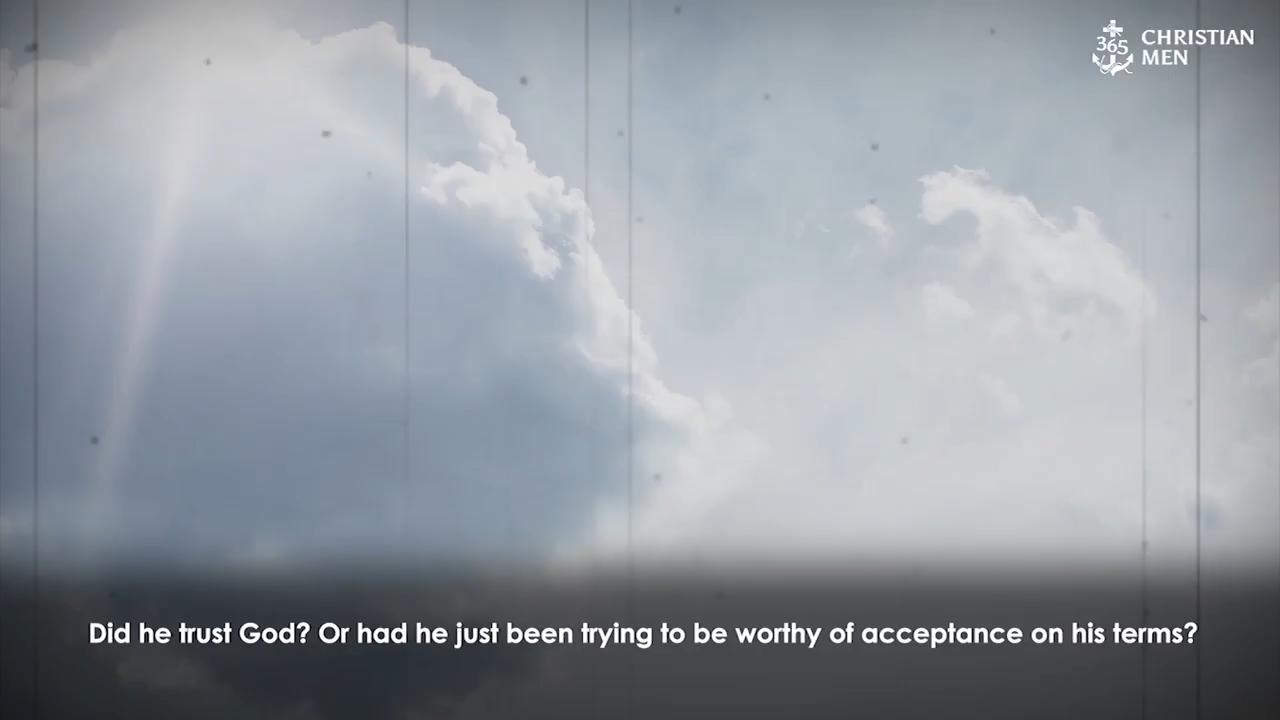 365
CHRISTIAN
MEN
Did he trust God? Or had he just been trying to be worthy of acceptance on his terms?